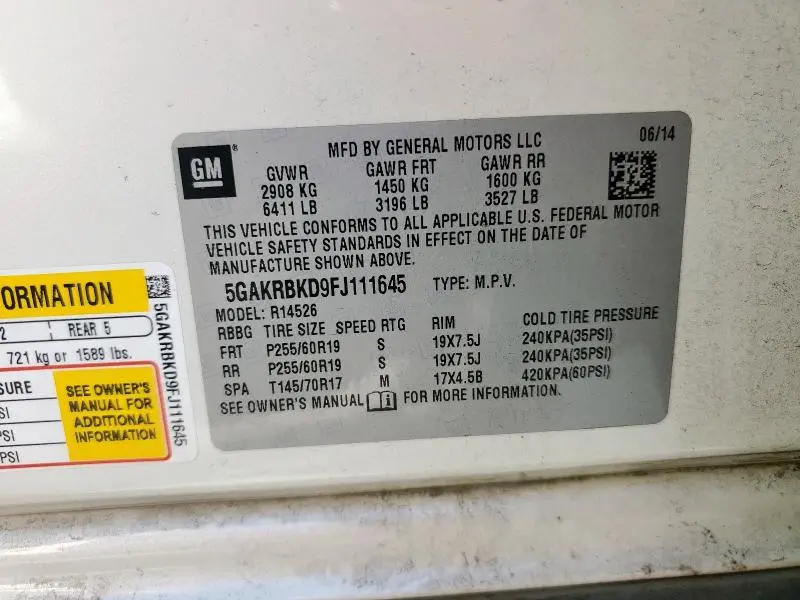 MFD BY GENERAL MOTORS LLC 06/14
GM
GVWR GAWR FRT GAWR RR
2908 KG 1450 KG 1600 KG
6411 LB 3196 LB 3527 LB
THIS VEHICLE CONFORMS TO ALL APPLICABLE U.S. FEDERAL MOTOR
VEHICLE SAFETY STANDARDS IN EFFECT ON THE DATE OF
MANUFACTURE SHOWN ABOVE.
5GAKRBKD9FJ111645 TYPE: M.P.V.
MODEL: R14526
RBBG TIRE SIZE SPEED RTG RIM COLD TIRE PRESSURE
FRT P255/60R19 S 19X7.5J 240KPA(35PSI)
RR P255/60R19 S 19X7.5J 240KPA(35PSI)
SPA T145/70R17 M 17X4.5B 420KPA(60PSI)
SEE OWNER'S MANUAL FOR MORE INFORMATION.
ORMATION
2 REAR 5
721 kg or 1589 lbs.
SURE
SI
PSI
PSI
SEE OWNER'S
MANUAL FOR
ADDITIONAL
INFORMATION
5GAKRBKD9FJ111645